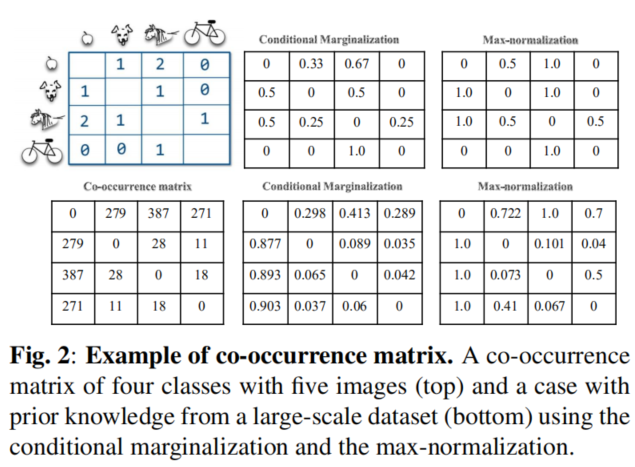 Conditional Marginalization Max-normalization
1 2 0 0 0.33 0.67 0 0 0.5 1.0 0
1 1 0 0.5 0 0.5 0 1.0 0 1.0 0
2 1 1 0.5 0.25 0 0.25 1.0 0.5 0 0.5
0 0 1 0 0 1.0 0 0 0 1.0 0
Co-occurrence matrix Conditional Marginalization Max-normalization
0 279 387 271 0 0.298 0.413 0.289 0 0.722 1.0 0.7
279 0 28 11 0.877 0 0.089 0.035 1.0 0 0.101 0.04
387 28 0 18 0.893 0.065 0 0.042 1.0 0.073 0 0.5
271 11 18 0 0.903 0.037 0.06 0 1.0 0.41 0.067 0
Fig. 2: Example of co-occurrence matrix. A co-occurrence
matrix of four classes with five images (top) and a case with
prior knowledge from a large-scale dataset (bottom) using the
conditional marginalization and the max-normalization.